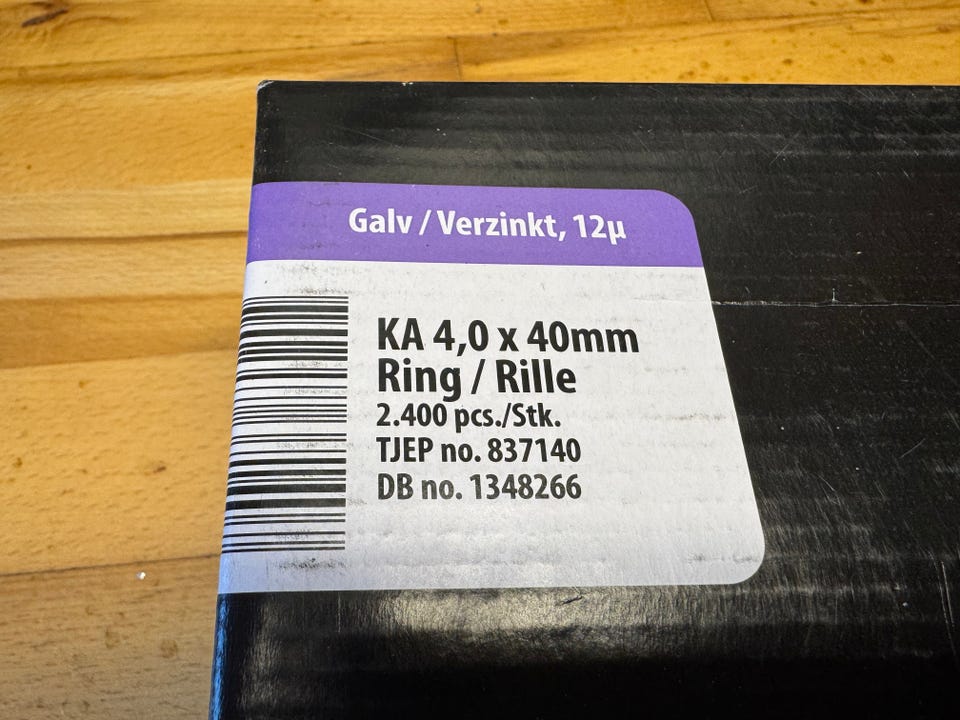 Galv / Verzinkt, 12µ
KA 4,0 x 40mm
Ring / Rille
2.400 pcs./Stk.
TJEP no. 837140
DB no. 1348266